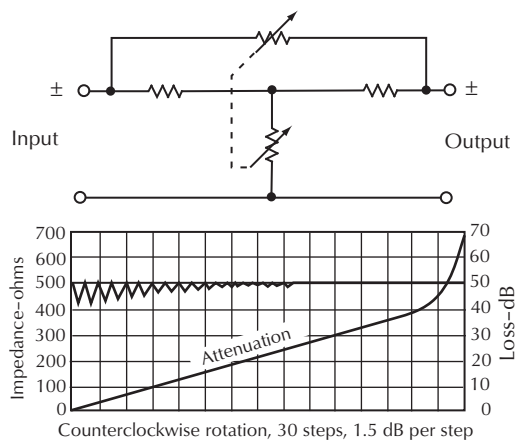 ± ±
Input Output
700 70
600 60
500 50
400 40
300 30
200 20
100 10
0 0
Impedance–ohms
Attenuation
Loss–dB
Counterclockwise rotation, 30 steps, 1.5 dB per step